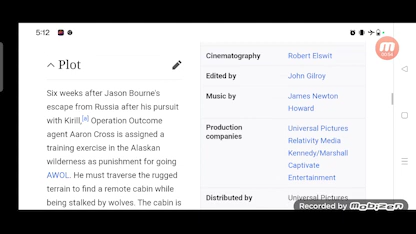 5:12
Plot
Six weeks after Jason Bourne's
escape from Russia after his pursuit
with Kirill,[a] Operation Outcome
agent Aaron Cross is assigned a
training exercise in the Alaskan
wilderness as punishment for going
AWOL. He must traverse the rugged
terrain to find a remote cabin while
being stalked by wolves. The cabin is
Cinematography Robert Elswit
Edited by John Gilroy
Music by James Newton
Howard
Production Universal Pictures
companies Relativity Media
Kennedy/Marshall
Captivate
Entertainment
Distributed by Universal Pictures
Recorded by
MOBIZEN